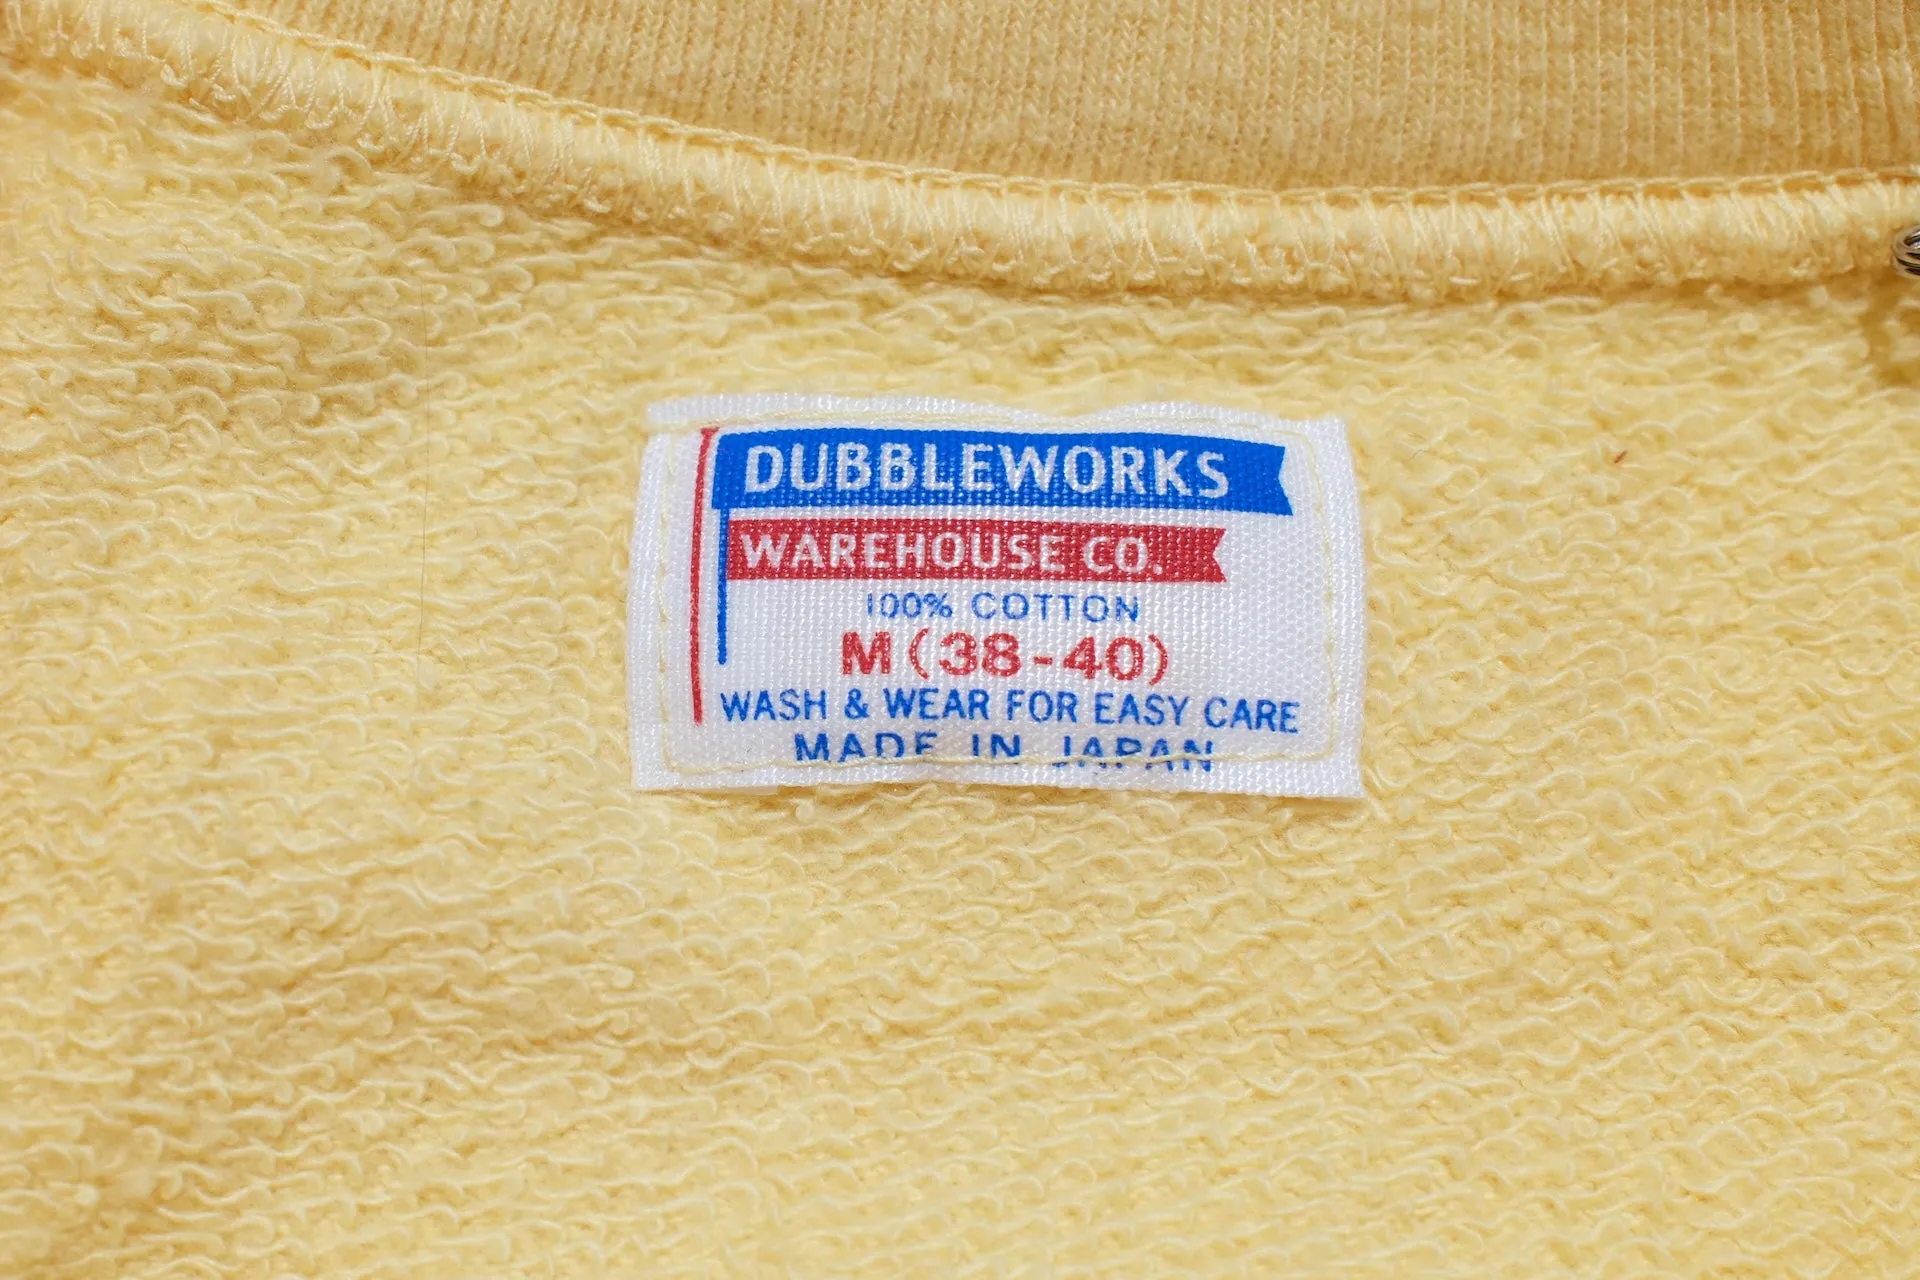 DUBBLEWORKS
WAREHOUSE CO.
100% COTTON
M (38-40)
WASH & WEAR FOR EASY CARE
MADE IN JAPAN